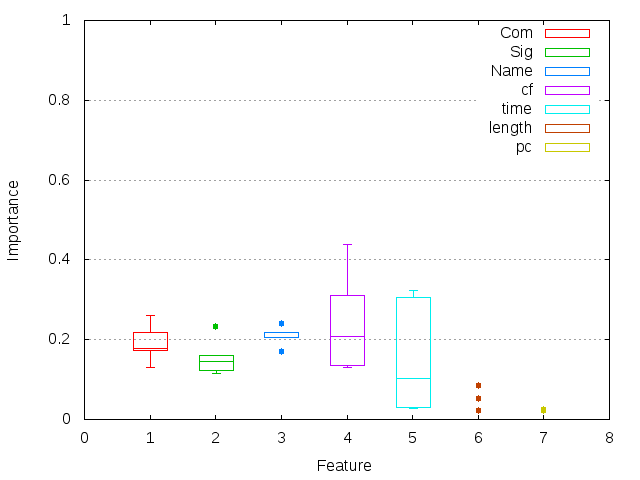 1
0.8
0.6
0.4
0.2
0
0 1 2 3 4 5 6 7 8
Importance
Feature
Com
Sig
Name
cf
time
length
pc